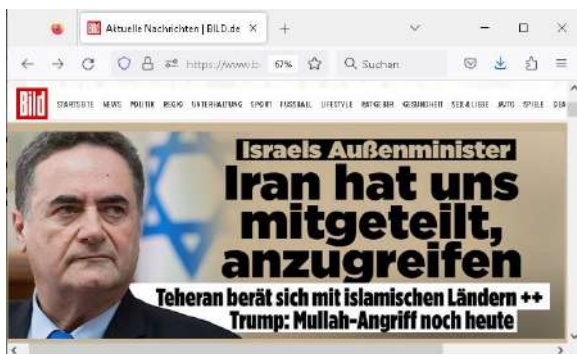 Aktuelle Nachrichten | BILD.de
https://www.b
67%
Suchen
Bild
STARTSEITE NEWS POLITIK REGIO UNTERHALTUNG SPORT FUSSBALL LIFESTYLE RATGEBER GESUNDHEIT SEX & LIEBE AUTO SPIELE
Israels Außenminister
Iran hat uns
mitgeteilt,
anzugreifen
Teheran berät sich mit islamischen Ländern ++
Trump: Mullah-Angriff noch heute